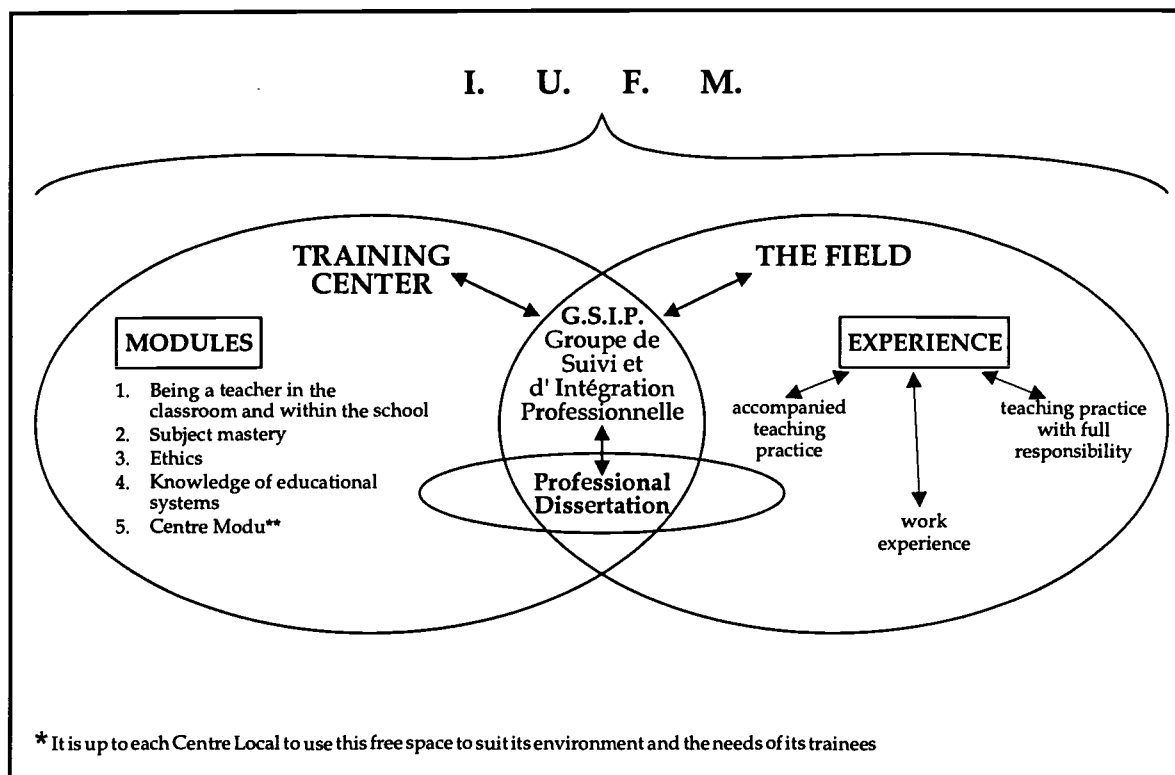 I. U. F. M.
TRAINING
CENTER
THE FIELD
MODULES
1. Being a teacher in the
classroom and within the school
2. Subject mastery
3. Ethics
4. Knowledge of educational
systems
5. Centre Modu**
G.S.I.P.
Groupe de
Suivi et
d' Intégration
Professionnelle
Professional
Dissertation
EXPERIENCE
accompanied
teaching
practice
work
experience
teaching practice
with full
responsibility
* It is up to each Centre Local to use this free space to suit its environment and the needs of its trainees